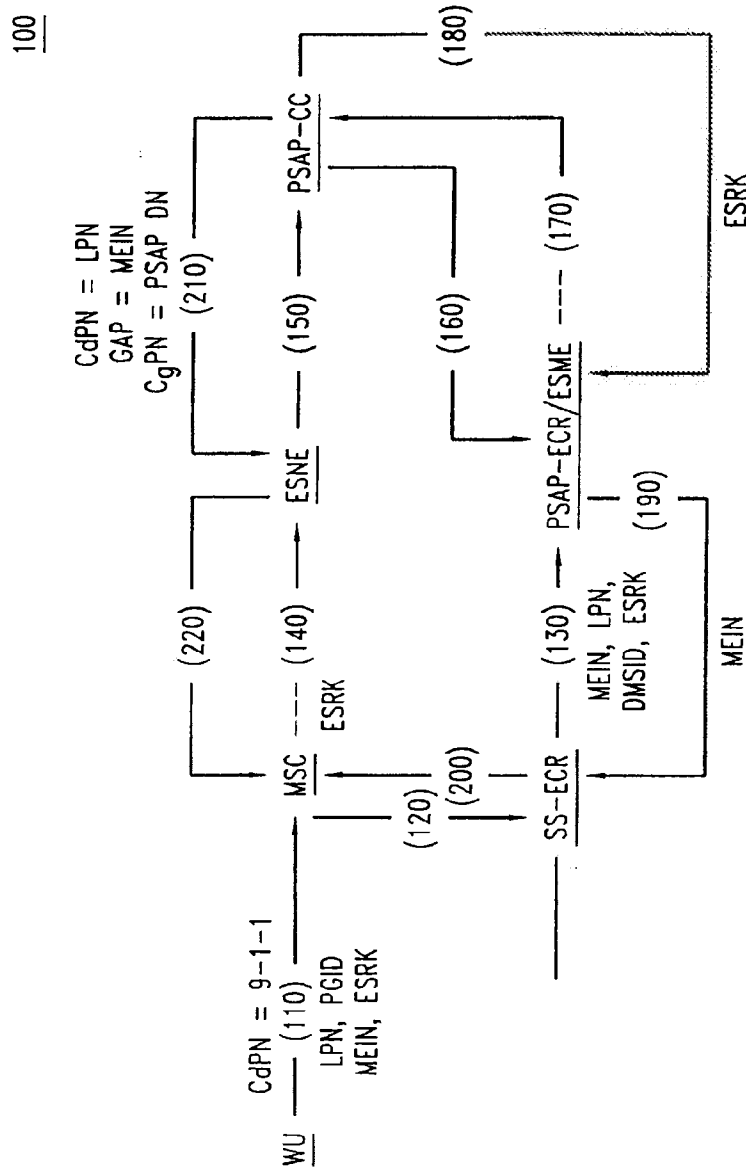 100
WU
CdPN = 9-1-1
(110)
LPN, PGID
MEIN, ESRK
MSC
(120)
(200)
SS-ECR
(130)
MEIN, LPN,
DMSID, ESRK
(140)
ESRK
(220)
ESNE
CdPN = LPN
GAP = MEIN
CgPN = PSAP DN
(210)
(150)
PSAP-CC
(160)
(170)
(180)
ESRK
PSAP-ECR/ESME
(190)
MEIN